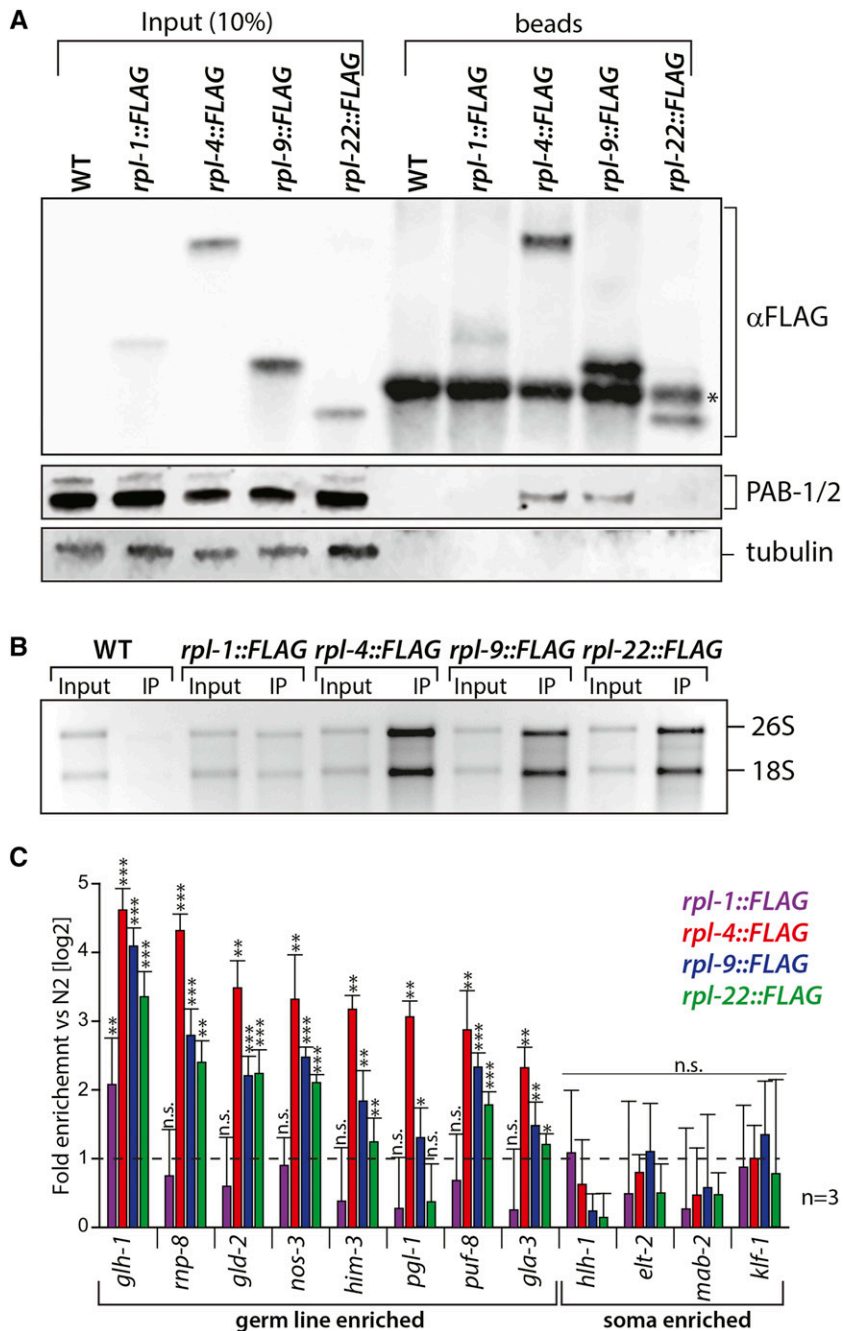 A
Input (10%)
beads
WT
rpl-1::FLAG
rpl-4::FLAG
rpl-9::FLAG
rpl-22::FLAG
WT
rpl-1::FLAG
rpl-4::FLAG
rpl-9::FLAG
rpl-22::FLAG
αFLAG
*
PAB-1/2
tubulin
B
WT
rpl-1::FLAG
rpl-4::FLAG
rpl-9::FLAG
rpl-22::FLAG
Input IP Input IP Input IP Input IP Input IP
26S
18S
C
Fold enrichemnt vs N2 [log2]
5
4
3
2
1
0
** *** *** ***
n.s. *** *** **
n.s. ** *** ***
n.s. ** *** ***
n.s. ** ** **
n.s. ** * n.s.
n.s. ** *** ***
n.s. ** ** *
n.s.
rpl-1::FLAG
rpl-4::FLAG
rpl-9::FLAG
rpl-22::FLAG
n=3
glh-1
rnp-8
gld-2
nos-3
him-3
pgl-1
puf-8
gla-3
hlh-1
elt-2
mab-2
klf-1
germ line enriched
soma enriched